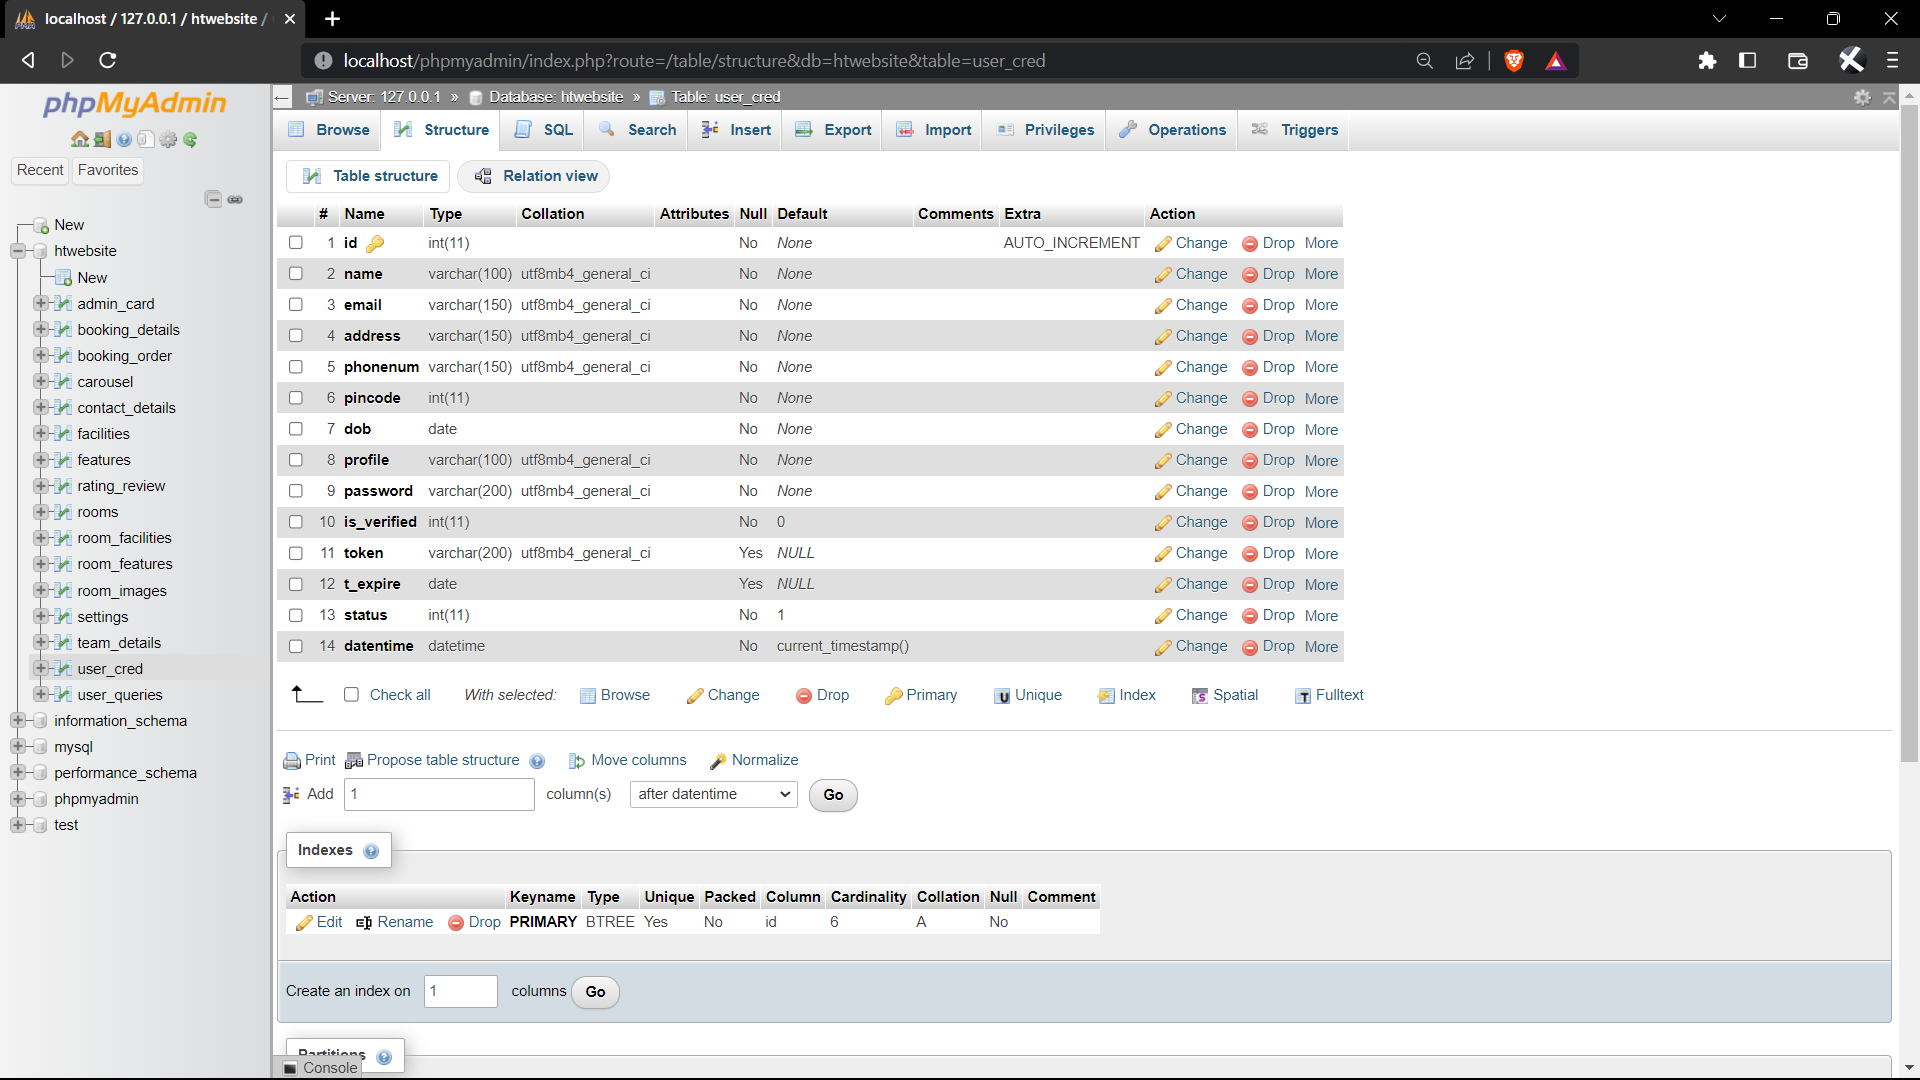 localhost / 127.0.0.1 / htwebsite /
localhost/phpmyadmin/index.php?route=/table/structure&db=htwebsite&table=user_cred
phpMyAdmin
Recent Favorites
New
htwebsite
New
admin_card
booking_details
booking_order
carousel
contact_details
facilities
features
rating_review
rooms
room_facilities
room_features
room_images
settings
team_details
user_cred
user_queries
information_schema
mysql
performance_schema
phpmyadmin
test
Server: 127.0.0.1 » Database: htwebsite » Table: user_cred
Browse Structure SQL Search Insert Export Import Privileges Operations Triggers
Table structure Relation view
# Name Type Collation Attributes Null Default Comments Extra Action
1 id int(11) No None AUTO_INCREMENT Change Drop More
2 name varchar(100) utf8mb4_general_ci No None Change Drop More
3 email varchar(150) utf8mb4_general_ci No None Change Drop More
4 address varchar(150) utf8mb4_general_ci No None Change Drop More
5 phonenum varchar(150) utf8mb4_general_ci No None Change Drop More
6 pincode int(11) No None Change Drop More
7 dob date No None Change Drop More
8 profile varchar(100) utf8mb4_general_ci No None Change Drop More
9 password varchar(200) utf8mb4_general_ci No None Change Drop More
10 is_verified int(11) No 0 Change Drop More
11 token varchar(200) utf8mb4_general_ci Yes NULL Change Drop More
12 t_expire date Yes NULL Change Drop More
13 status int(11) No 1 Change Drop More
14 datentime datetime No current_timestamp() Change Drop More
Check all With selected: Browse Change Drop Primary Unique Index Spatial Fulltext
Print Propose table structure Move columns Normalize
Add 1 column(s) after datentime Go
Indexes
Action Keyname Type Unique Packed Column Cardinality Collation Null Comment
Edit Rename Drop PRIMARY BTREE Yes No id 6 A No
Create an index on 1 columns Go
Partitions
Console